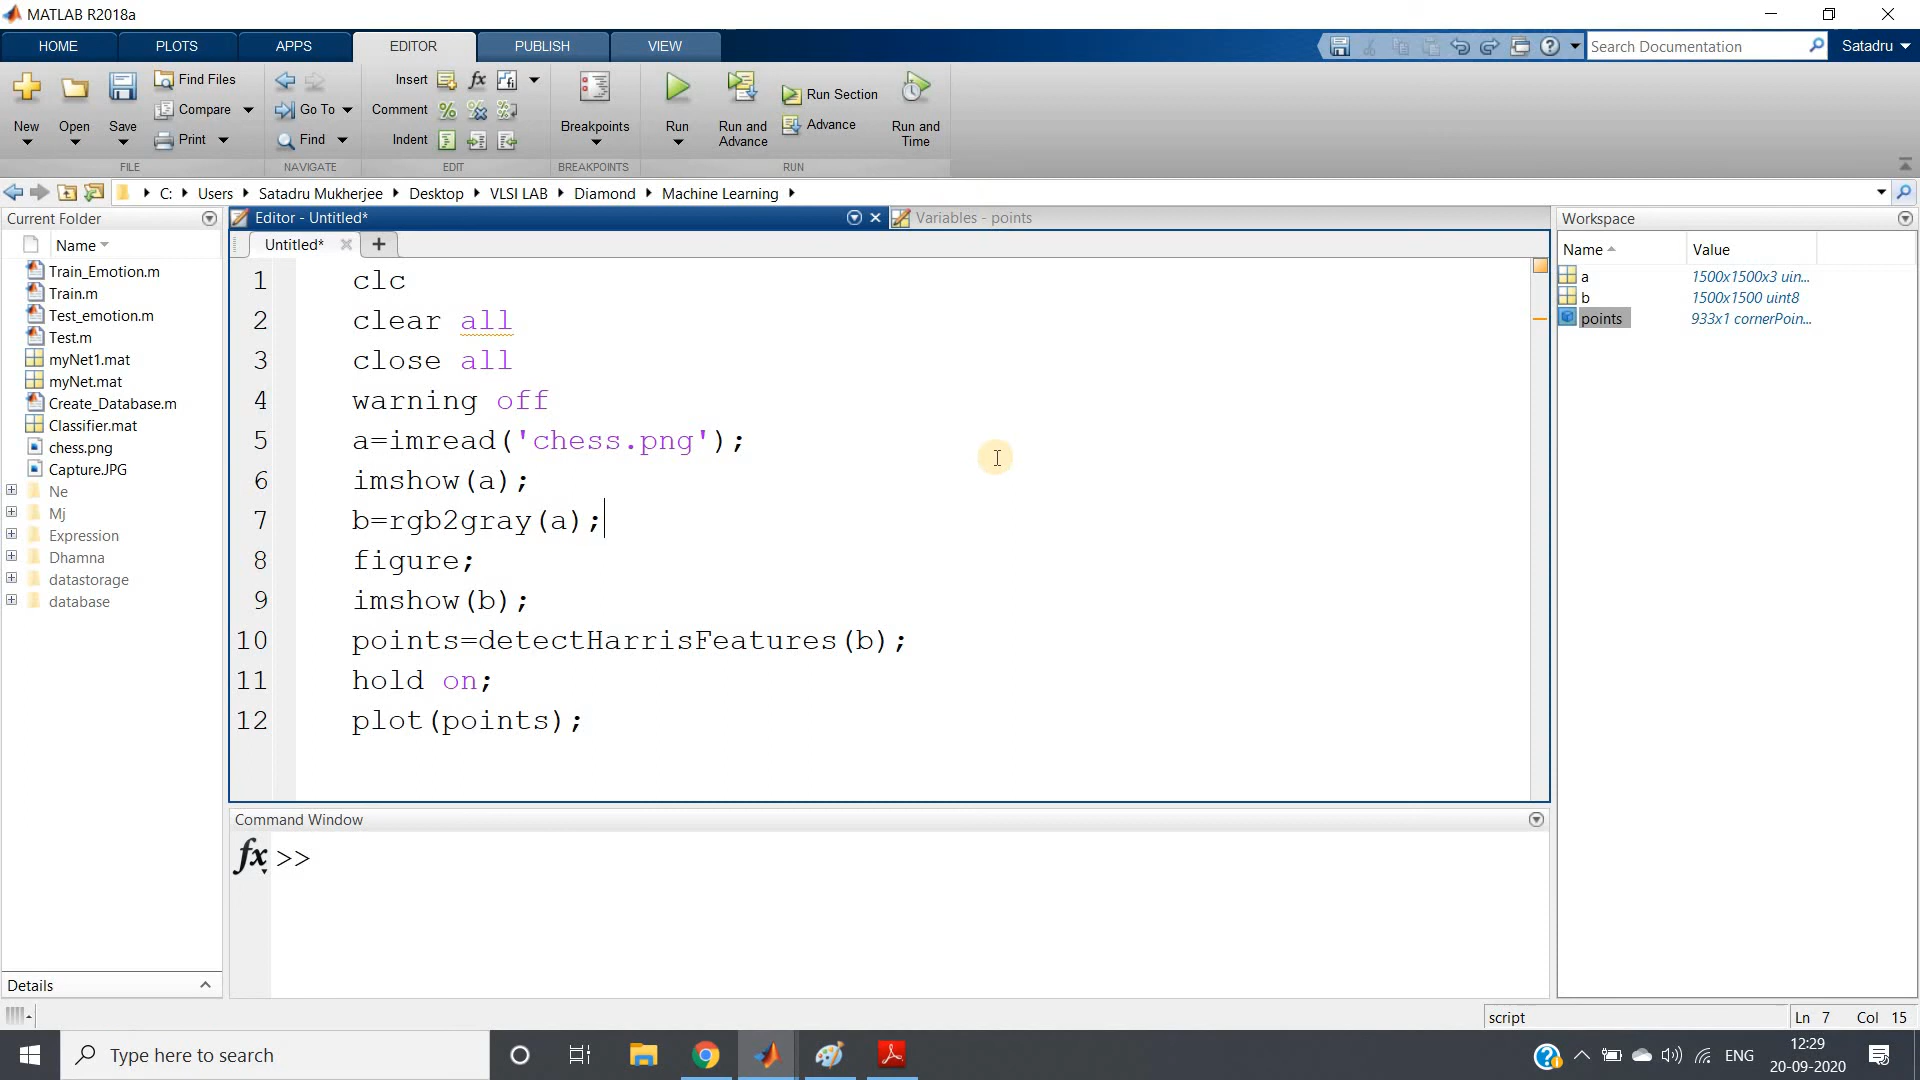 MATLAB R2018a
HOME PLOTS APPS EDITOR PUBLISH VIEW
Search Documentation
Satadru
New
Open
Save
Find Files
Compare
Print
FILE
Go To
Find
NAVIGATE
Insert
Comment
Indent
EDIT
Breakpoints
BREAKPOINTS
Run
Run and Advance
Run Section
Advance
Run and Time
RUN
C: Users Satadru Mukherjee Desktop VLSI LAB Diamond Machine Learning
Current Folder
Name
Train_Emotion.m
Train.m
Test_emotion.m
Test.m
myNet1.mat
myNet.mat
Create_Database.m
Classifier.mat
chess.png
Capture.JPG
Ne
Mj
Expression
Dhamna
datastorage
database
Details
Editor - Untitled*
Variables - points
Untitled*
1 clc
2 clear all
3 close all
4 warning off
5 a=imread('chess.png');
6 imshow(a);
7 b=rgb2gray(a);
8 figure;
9 imshow(b);
10 points=detectHarrisFeatures(b);
11 hold on;
12 plot(points);
Command Window
fx >>
Workspace
Name Value
a 1500x1500x3 uin...
b 1500x1500 uint8
points 933x1 cornerPoin...
script
Ln 7 Col 15
Type here to search
ENG
12:29
20-09-2020